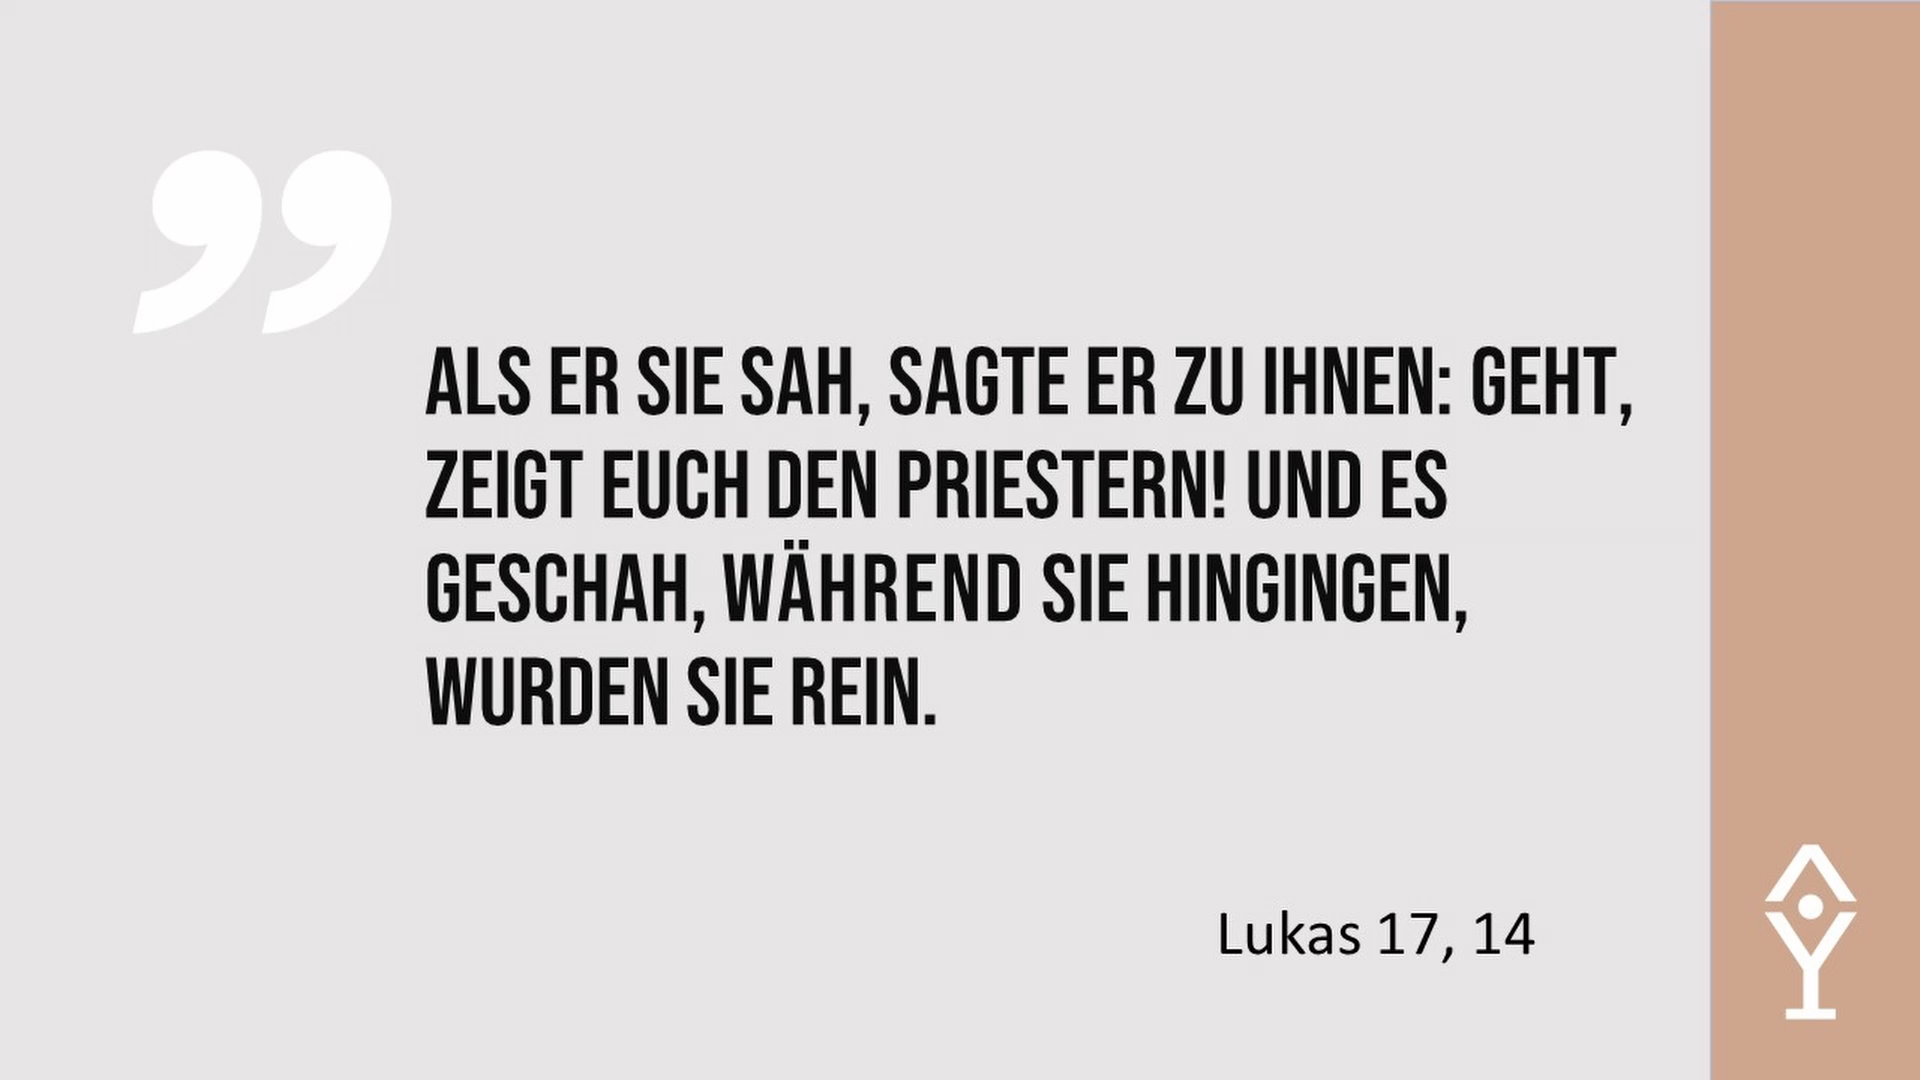 ”
ALS ER SIE SAH, SAGTE ER ZU IHNEN: GEHT,
ZEIGT EUCH DEN PRIESTERN! UND ES
GESCHAH, WÄHREND SIE HINGINGEN,
WURDEN SIE REIN.
Lukas 17, 14